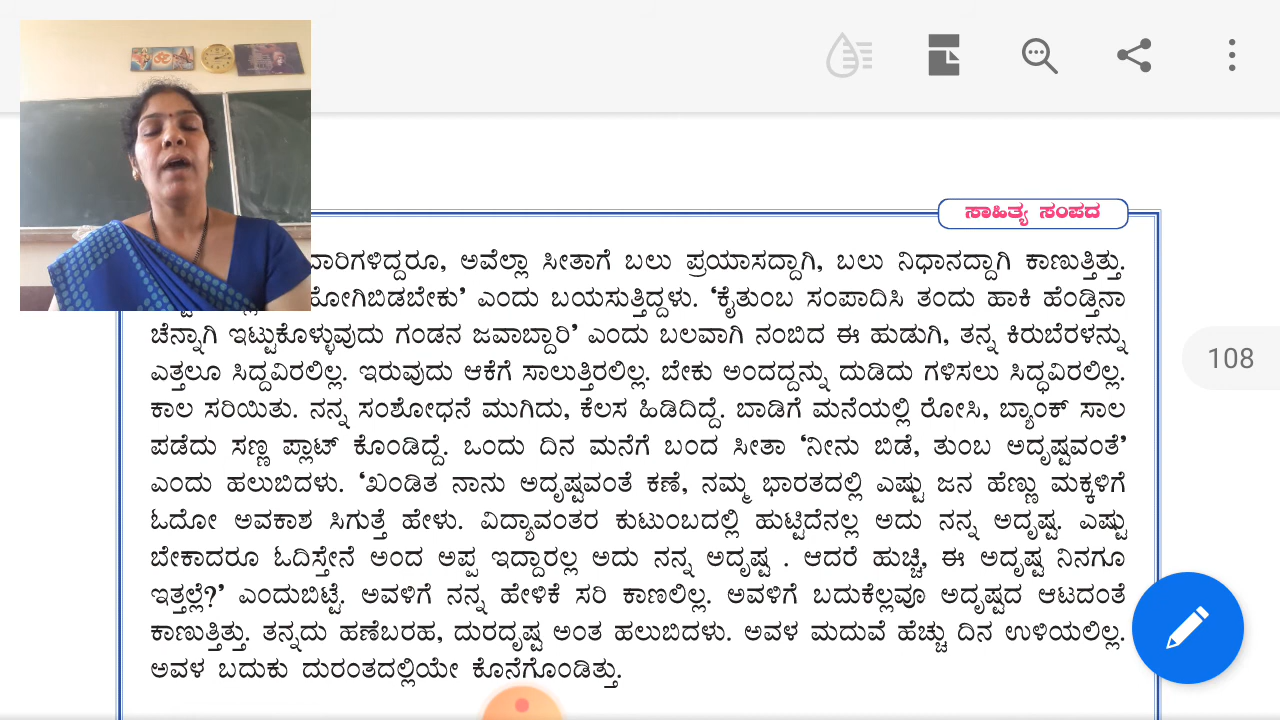 ಸಾಹಿತ್ಯ ಸಂಪದ
ಅವೆಲ್ಲಾ ಸೀತಾಗೆ ಬಲು ಪ್ರಯಾಸದ್ದಾಗಿ, ಬಲು ನಿಧಾನದ್ದಾಗಿ ಕಾಣುತ್ತಿತ್ತು.
ಹೋಗಿಬಿಡಬೇಕು’ ಎಂದು ಬಯಸುತ್ತಿದ್ದಳು. ‘ಕೈತುಂಬ ಸಂಪಾದಿಸಿ ತಂದು ಹಾಕಿ ಹೆಂಡ್ತಿನಾ
ಚೆನ್ನಾಗಿ ಇಟ್ಟುಕೊಳ್ಳುವುದು ಗಂಡನ ಜವಾಬ್ದಾರಿ’ ಎಂದು ಬಲವಾಗಿ ನಂಬಿದ ಈ ಹುಡುಗಿ, ತನ್ನ ಕಿರುಬೆರಳನ್ನು
ಎತ್ತಲೂ ಸಿದ್ದವಿರಲಿಲ್ಲ. ಇರುವುದು ಆಕೆಗೆ ಸಾಲುತ್ತಿರಲಿಲ್ಲ. ಬೇಕು ಅಂದದ್ದನ್ನು ದುಡಿದು ಗಳಿಸಲು ಸಿದ್ಧವಿರಲಿಲ್ಲ.
ಕಾಲ ಸರಿಯಿತು. ನನ್ನ ಸಂಶೋಧನೆ ಮುಗಿದು, ಕೆಲಸ ಹಿಡಿದಿದ್ದೆ. ಬಾಡಿಗೆ ಮನೆಯಲ್ಲಿ ರೋಸಿ, ಬ್ಯಾಂಕ್ ಸಾಲ
ಪಡೆದು ಸಣ್ಣ ಪ್ಲಾಟ್ ಕೊಂಡಿದ್ದೆ. ಒಂದು ದಿನ ಮನೆಗೆ ಬಂದ ಸೀತಾ ‘ನೀನು ಬಿಡೆ, ತುಂಬ ಅದೃಷ್ಟವಂತೆ’
ಎಂದು ಹಲುಬಿದಳು. ‘ಖಂಡಿತ ನಾನು ಅದೃಷ್ಟವಂತೆ ಕಣೆ, ನಮ್ಮ ಭಾರತದಲ್ಲಿ ಎಷ್ಟು ಜನ ಹೆಣ್ಣು ಮಕ್ಕಳಿಗೆ
ಓದೋ ಅವಕಾಶ ಸಿಗುತ್ತೆ ಹೇಳು. ವಿದ್ಯಾವಂತರ ಕುಟುಂಬದಲ್ಲಿ ಹುಟ್ಟಿದೆನಲ್ಲ ಅದು ನನ್ನ ಅದೃಷ್ಟ. ಎಷ್ಟು
ಬೇಕಾದರೂ ಓದಿಸ್ತೇನೆ ಅಂದ ಅಪ್ಪ ಇದ್ದಾರಲ್ಲ ಅದು ನನ್ನ ಅದೃಷ್ಟ . ಆದರೆ ಹುಚ್ಚಿ, ಈ ಅದೃಷ್ಟ ನಿನಗೂ
ಇತ್ತಲ್ಲೆ?’ ಎಂದುಬಿಟ್ಟೆ. ಅವಳಿಗೆ ನನ್ನ ಹೇಳಿಕೆ ಸರಿ ಕಾಣಲಿಲ್ಲ. ಅವಳಿಗೆ ಬದುಕೆಲ್ಲವೂ ಅದೃಷ್ಟದ ಆಟದಂತೆ
ಕಾಣುತ್ತಿತ್ತು. ತನ್ನದು ಹಣೆಬರಹ, ದುರದೃಷ್ಟ ಅಂತ ಹಲುಬಿದಳು. ಅವಳ ಮದುವೆ ಹೆಚ್ಚು ದಿನ ಉಳಿಯಲಿಲ್ಲ.
ಅವಳ ಬದುಕು ದುರಂತದಲ್ಲಿಯೇ ಕೊನೆಗೊಂಡಿತ್ತು.
108